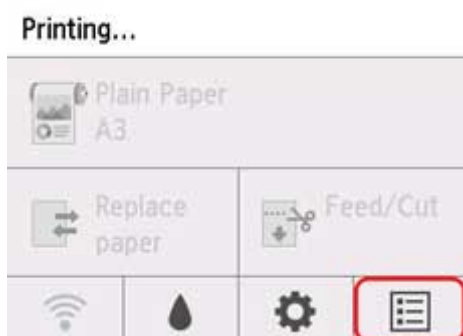 Printing...
Plain Paper
A3
Replace
paper
Feed/Cut